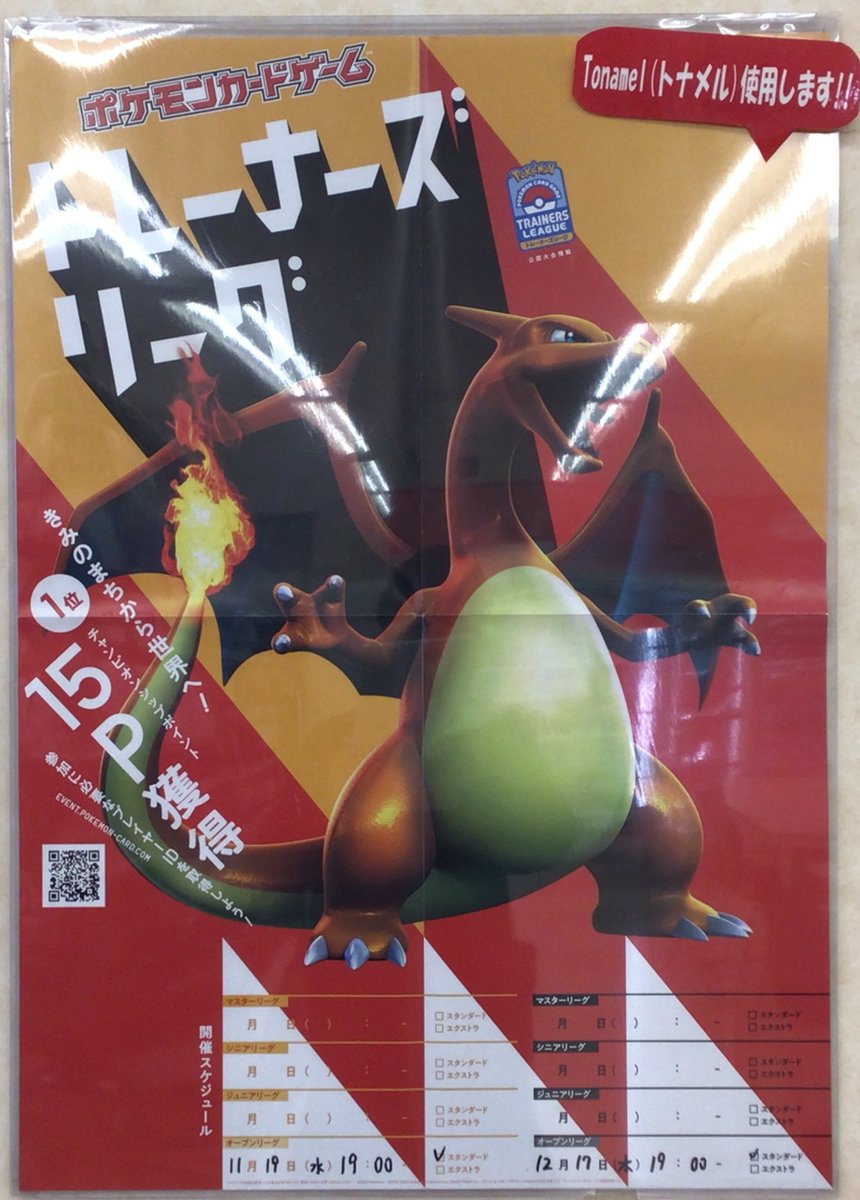 ポケモンカードゲーム
Tonamel(トナメル)使用します!!
トレーナーズ
リーグ
Pokémon
POKÉMON CARD GAME
TRAINERS
LEAGUE
トレーナーズリーグ
公認大会情報
きみのまちから世界へ!
1位
チャンピオンシップポイント
15P獲得
参加に必要なプレイヤーIDを取得しよう!
EVENT.POKEMON-CARD.COM
開催スケジュール
マスターリーグ
月 日( ) : -
□ スタンダード
□ エクストラ
シニアリーグ
月 日( ) : -
□ スタンダード
□ エクストラ
ジュニアリーグ
月 日( ) : -
□ スタンダード
□ エクストラ
オープンリーグ
11月19日(水)19:00-
☑ スタンダード
□ エクストラ
マスターリーグ
月 日( ) : -
□ スタンダード
□ エクストラ
シニアリーグ
月 日( ) : -
□ スタンダード
□ エクストラ
ジュニアリーグ
月 日( ) : -
□ スタンダード
□ エクストラ
オープンリーグ
12月17日(水)19:00-
☑ スタンダード
□ エクストラ